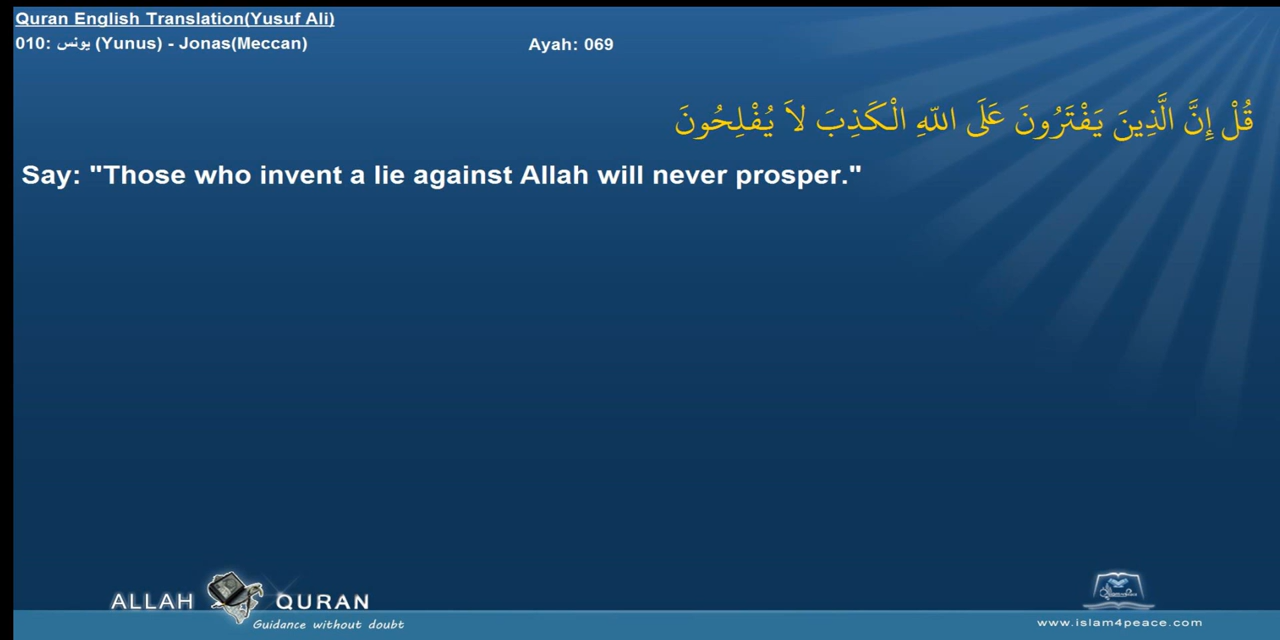 Quran English Translation(Yusuf Ali)
010: يونس (Yunus) - Jonas(Meccan)
Ayah: 069
قُلْ إِنَّ الَّذِينَ يَفْتَرُونَ عَلَى اللّهِ الْكَذِبَ لاَ يُفْلِحُونَ
Say: "Those who invent a lie against Allah will never prosper."
ALLAH QURAN
Guidance without doubt
www.islam4peace.com